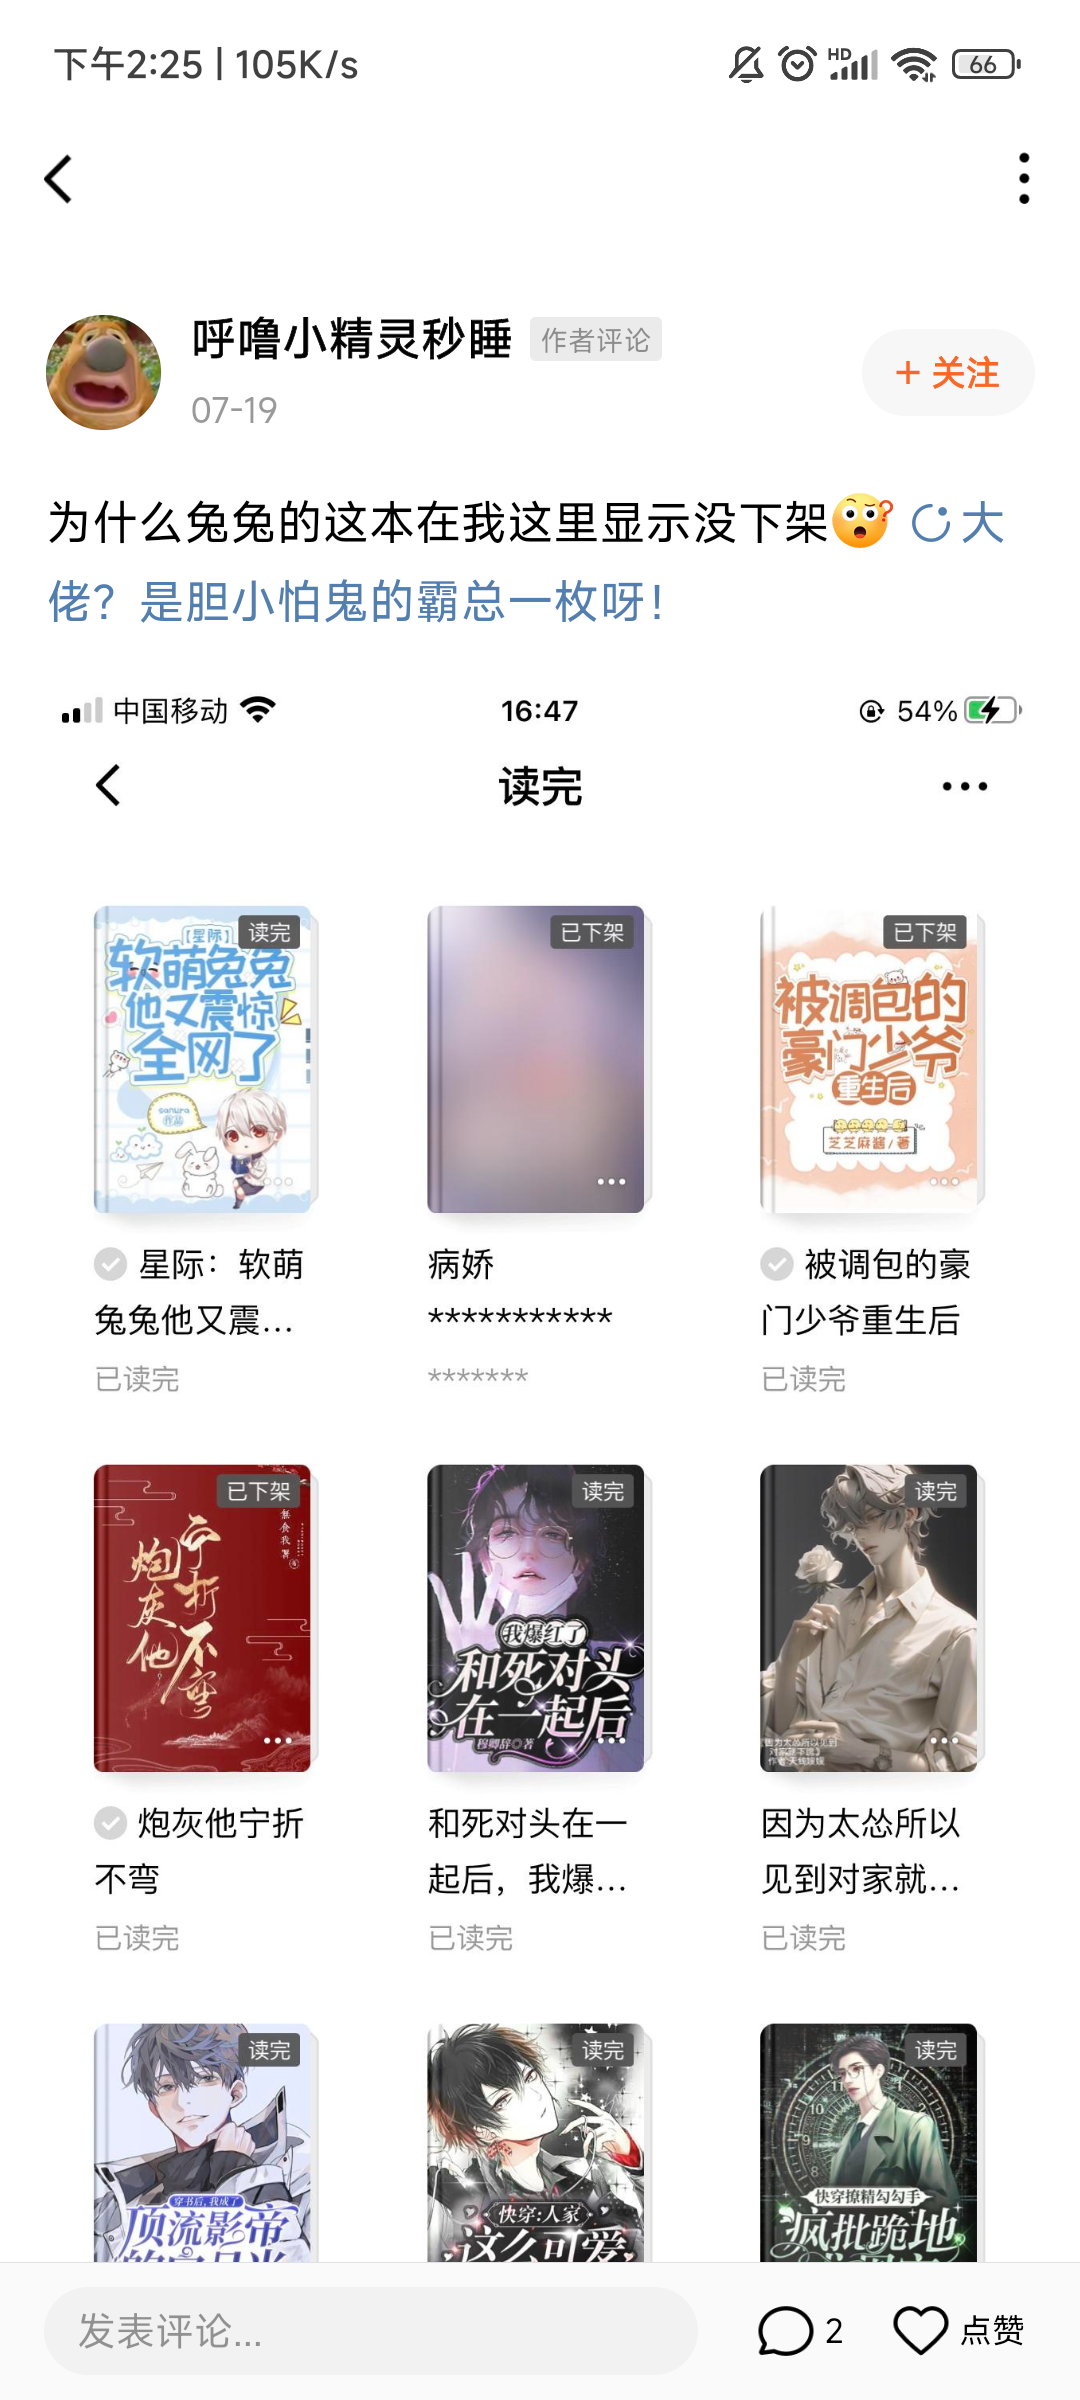 下午2:25 | 105K/s
HD
66
呼噜小精灵秒睡 作者评论
07-19
+ 关注
为什么兔兔的这本在我这里显示没下架 大
佬？是胆小怕鬼的霸总一枚呀！
中国移动 16:47 54%
读完
读完 已下架 已下架
【星际】
软萌兔兔
他又震惊
全网了
sanura
作品
被调包的
豪门少爷
重生后
芝芝麻酱/著
星际：软萌
兔兔他又震...
已读完
病娇
***********
*******
被调包的豪
门少爷重生后
已读完
已下架 读完 读完
炮灰他
宁折不弯
我爆红了
和死对头
在一起后
穆卿辞◎著
炮灰他宁折
不弯
已读完
和死对头在一
起后，我爆...
已读完
因为太怂所以
见到对家就...
已读完
读完 读完 读完
穿书后,我成了
顶流影帝
快穿:人家
这么可爱
快穿撩精勾勾手
疯批跪地
发表评论...
2
点赞